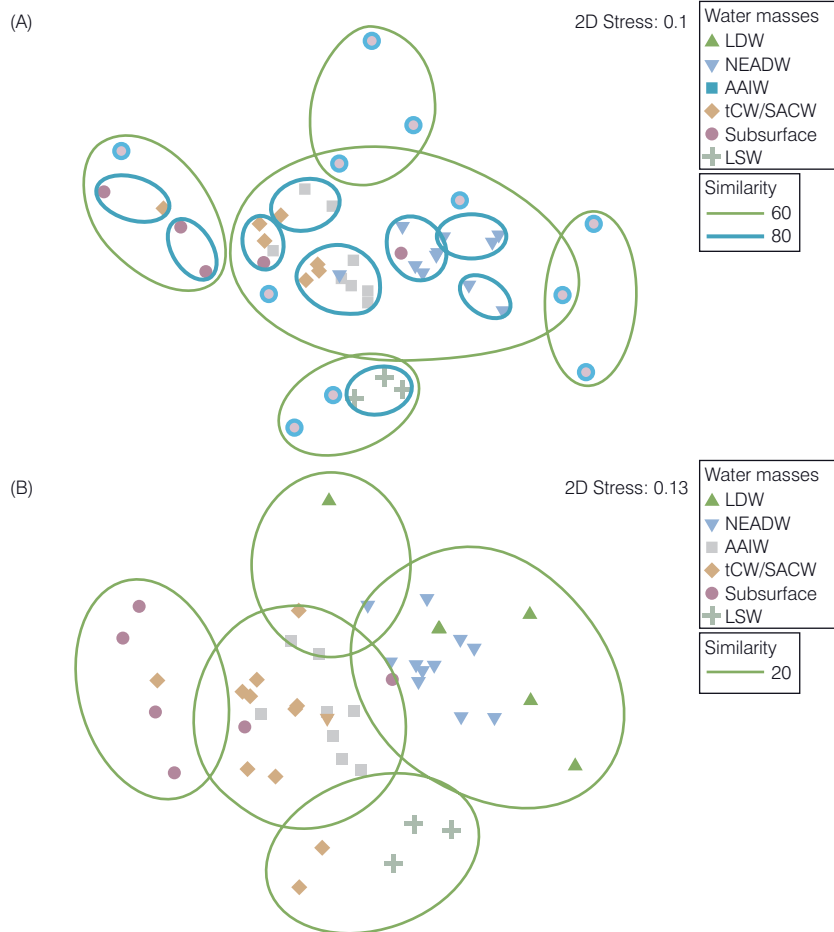 (A)
2D Stress: 0.1
Water masses
LDW
NEADW
AAIW
tCW/SACW
Subsurface
LSW
Similarity
60
80
(B)
2D Stress: 0.13
Water masses
LDW
NEADW
AAIW
tCW/SACW
Subsurface
LSW
Similarity
20